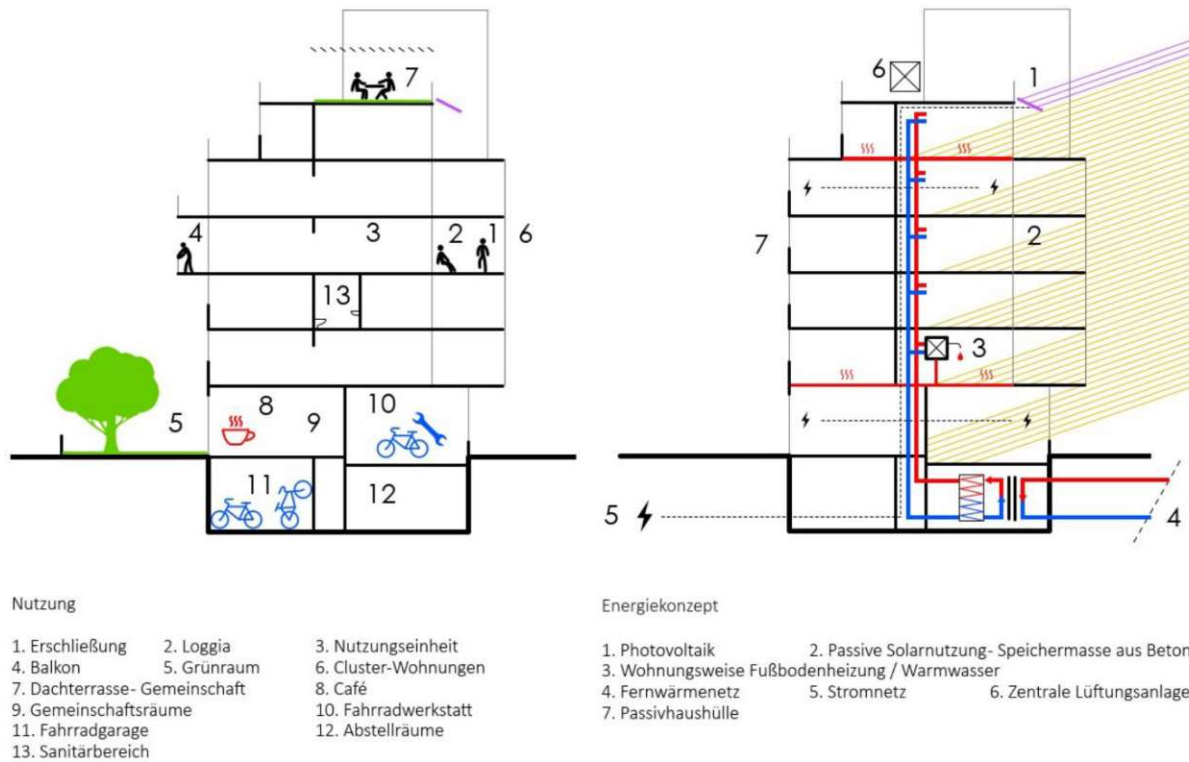 7
4
3
2
1
6
13
5
8
9
10
11
12
6
1
7
2
3
5
4
Nutzung
1. Erschließung 2. Loggia 3. Nutzungseinheit
4. Balkon 5. Grünraum 6. Cluster-Wohnungen
7. Dachterrasse- Gemeinschaft 8. Café
9. Gemeinschaftsräume 10. Fahrradwerkstatt
11. Fahrradgarage 12. Abstellräume
13. Sanitärbereich
Energiekonzept
1. Photovoltaik 2. Passive Solarnutzung- Speichermasse aus Beton
3. Wohnungsweise Fußbodenheizung / Warmwasser
4. Fernwärmenetz 5. Stromnetz 6. Zentrale Lüftungsanlage
7. Passivhaushülle